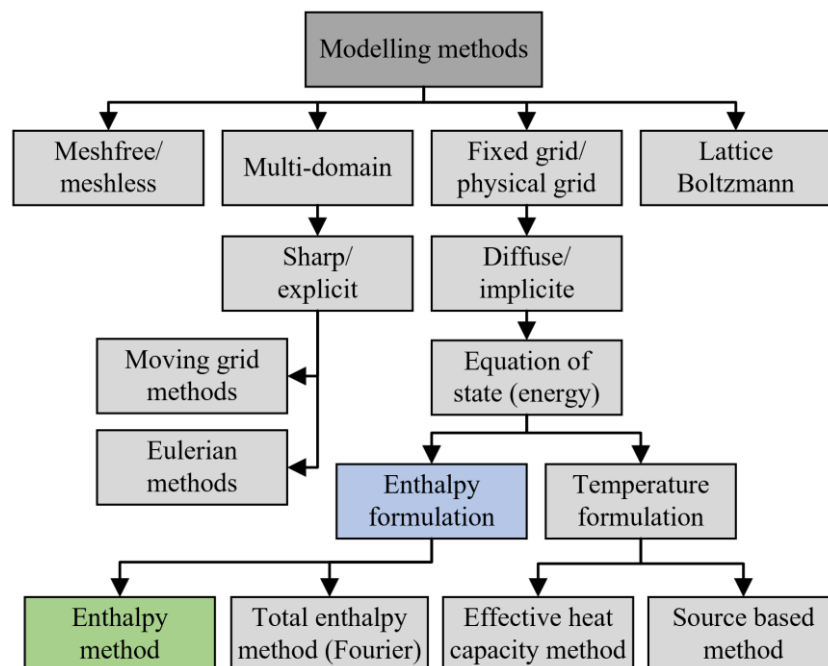 Modelling methods
Meshfree/
meshless
Multi-domain
Fixed grid/
physical grid
Lattice
Boltzmann
Sharp/
explicit
Diffuse/
implicite
Moving grid
methods
Equation of
state (energy)
Eulerian
methods
Enthalpy
formulation
Temperature
formulation
Enthalpy
method
Total enthalpy
method (Fourier)
Effective heat
capacity method
Source based
method